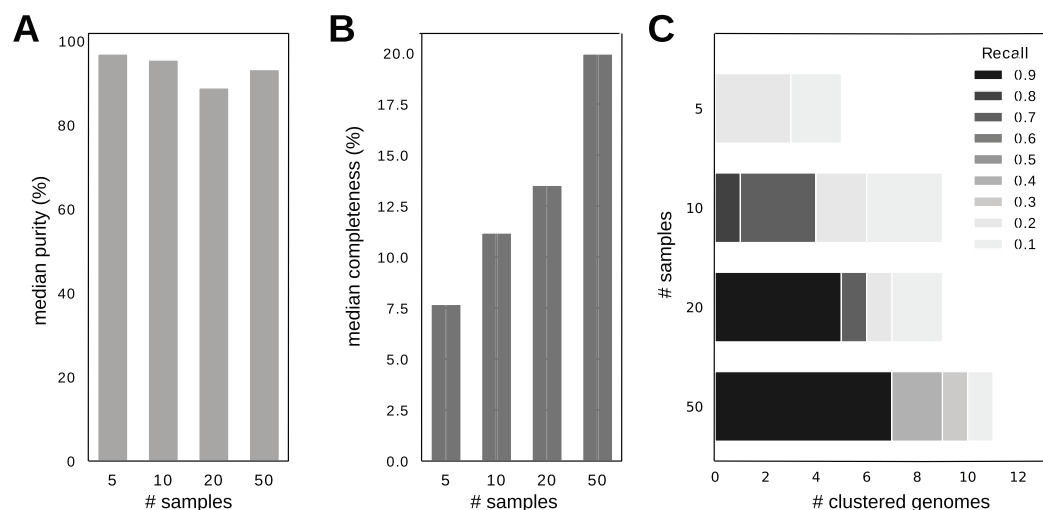 A
100
80
60
40
20
0
median purity (%)
5 10 20 50
# samples
B
20.0
17.5
15.0
12.5
10.0
7.5
5.0
2.5
0.0
median completeness (%)
5 10 20 50
# samples
C
5
10
20
50
# samples
0 2 4 6 8 10 12
# clustered genomes
Recall
0.9
0.8
0.7
0.6
0.5
0.4
0.3
0.2
0.1